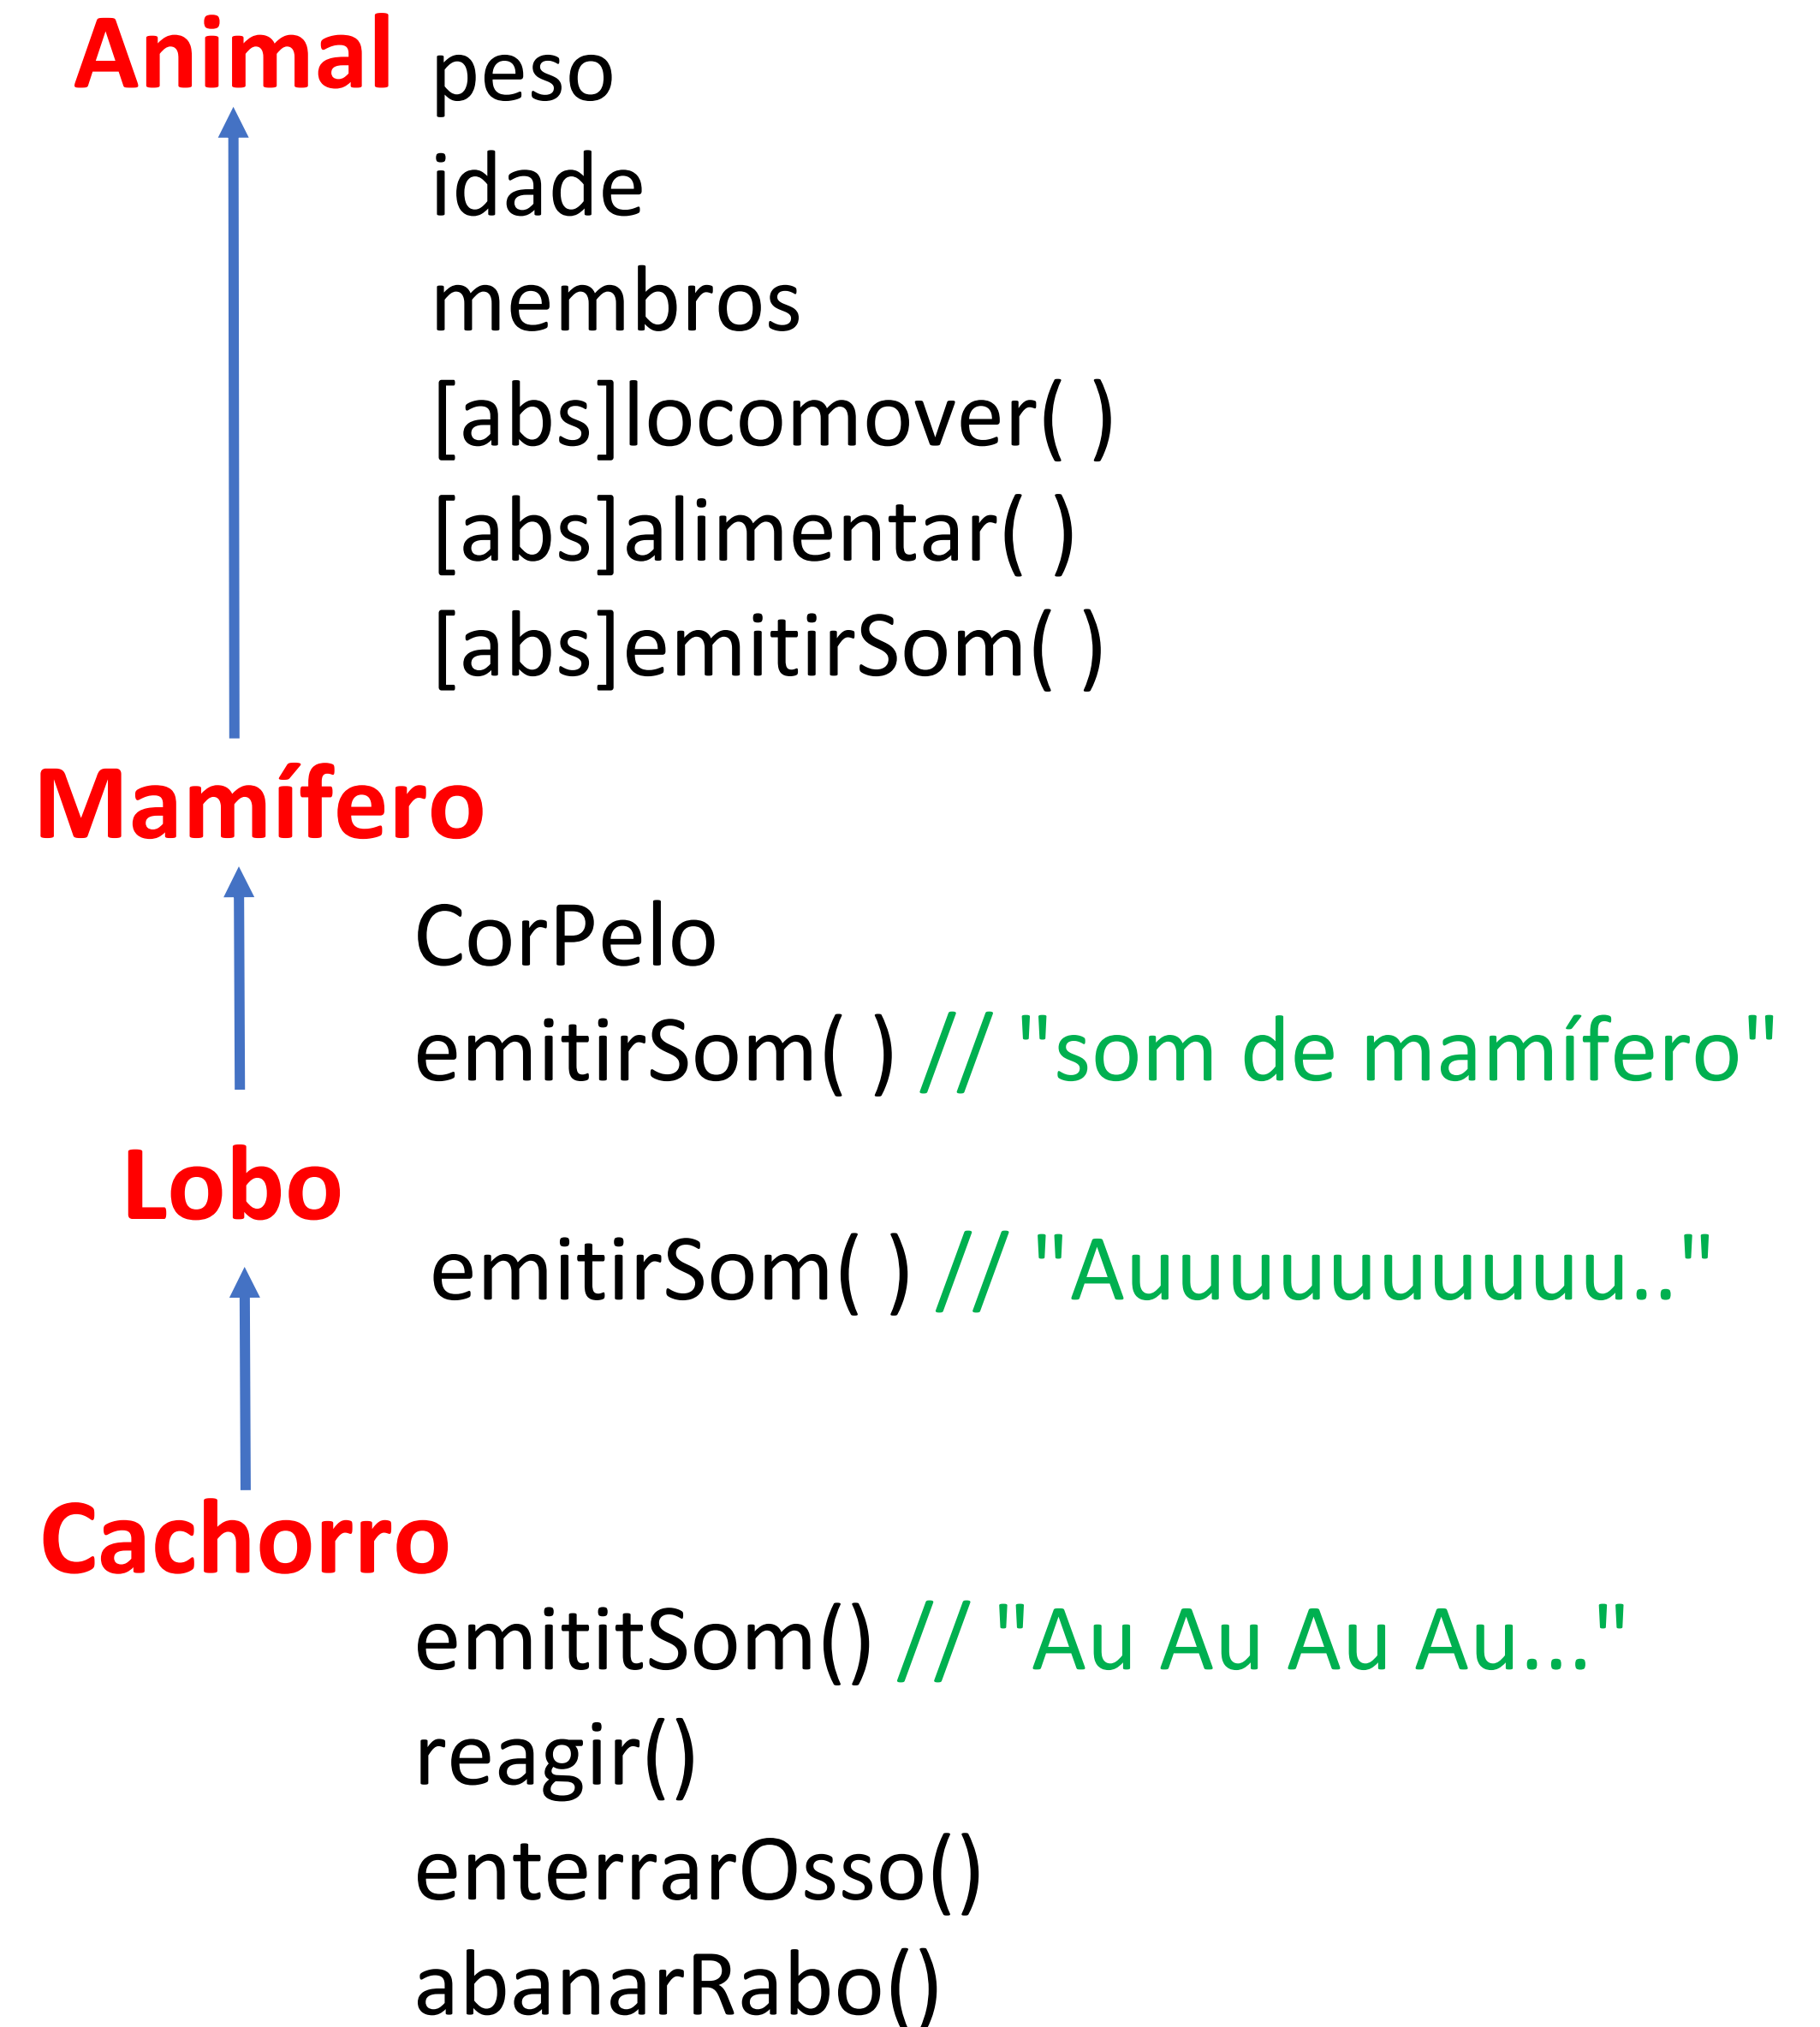 Animal
peso
idade
membros
[abs]locomover( )
[abs]alimentar( )
[abs]emitirSom( )
Mamífero
CorPelo
emitirSom( ) // "som de mamífero"
Lobo
emitirSom( ) // "Auuuuuuuuuuu.."
Cachorro
emititSom() // "Au Au Au Au..."
reagir()
enterrarOsso()
abanarRabo()